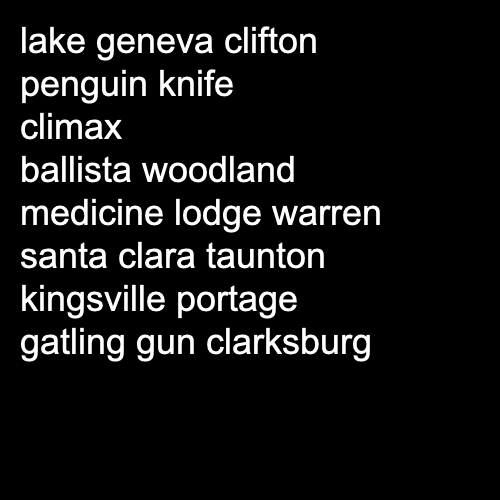 lake geneva clifton
penguin knife
climax
ballista woodland
medicine lodge warren
santa clara taunton
kingsville portage
gatling gun clarksburg